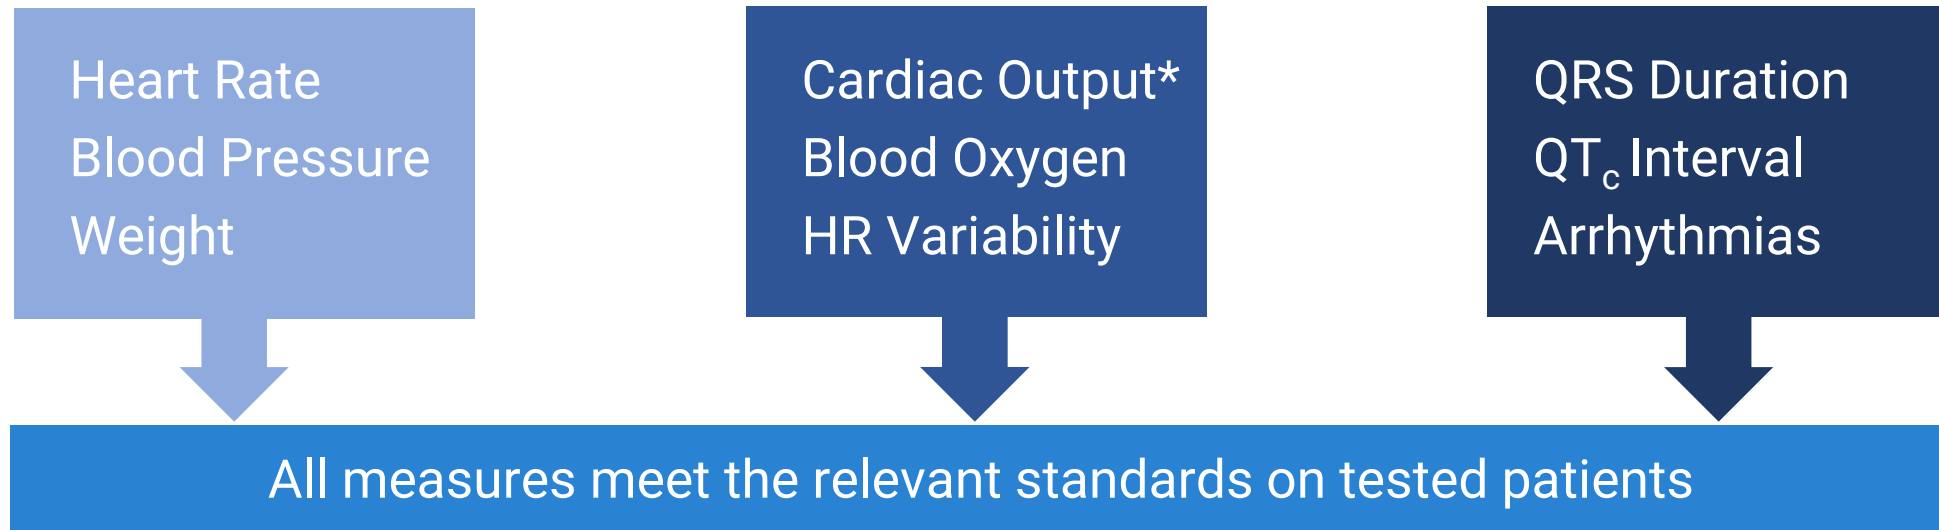 Heart Rate
Blood Pressure
Weight
Cardiac Output*
Blood Oxygen
HR Variability
QRS Duration
QTc Interval
Arrhythmias
All measures meet the relevant standards on tested patients